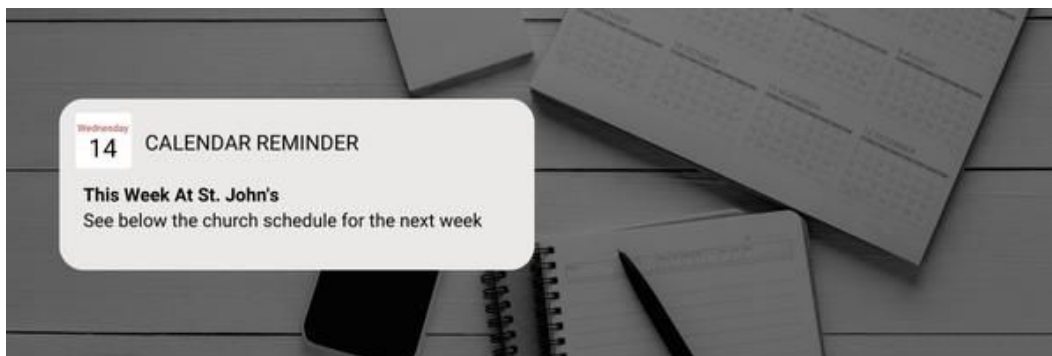 Wednesday
14
CALENDAR REMINDER
This Week At St. John's
See below the church schedule for the next week